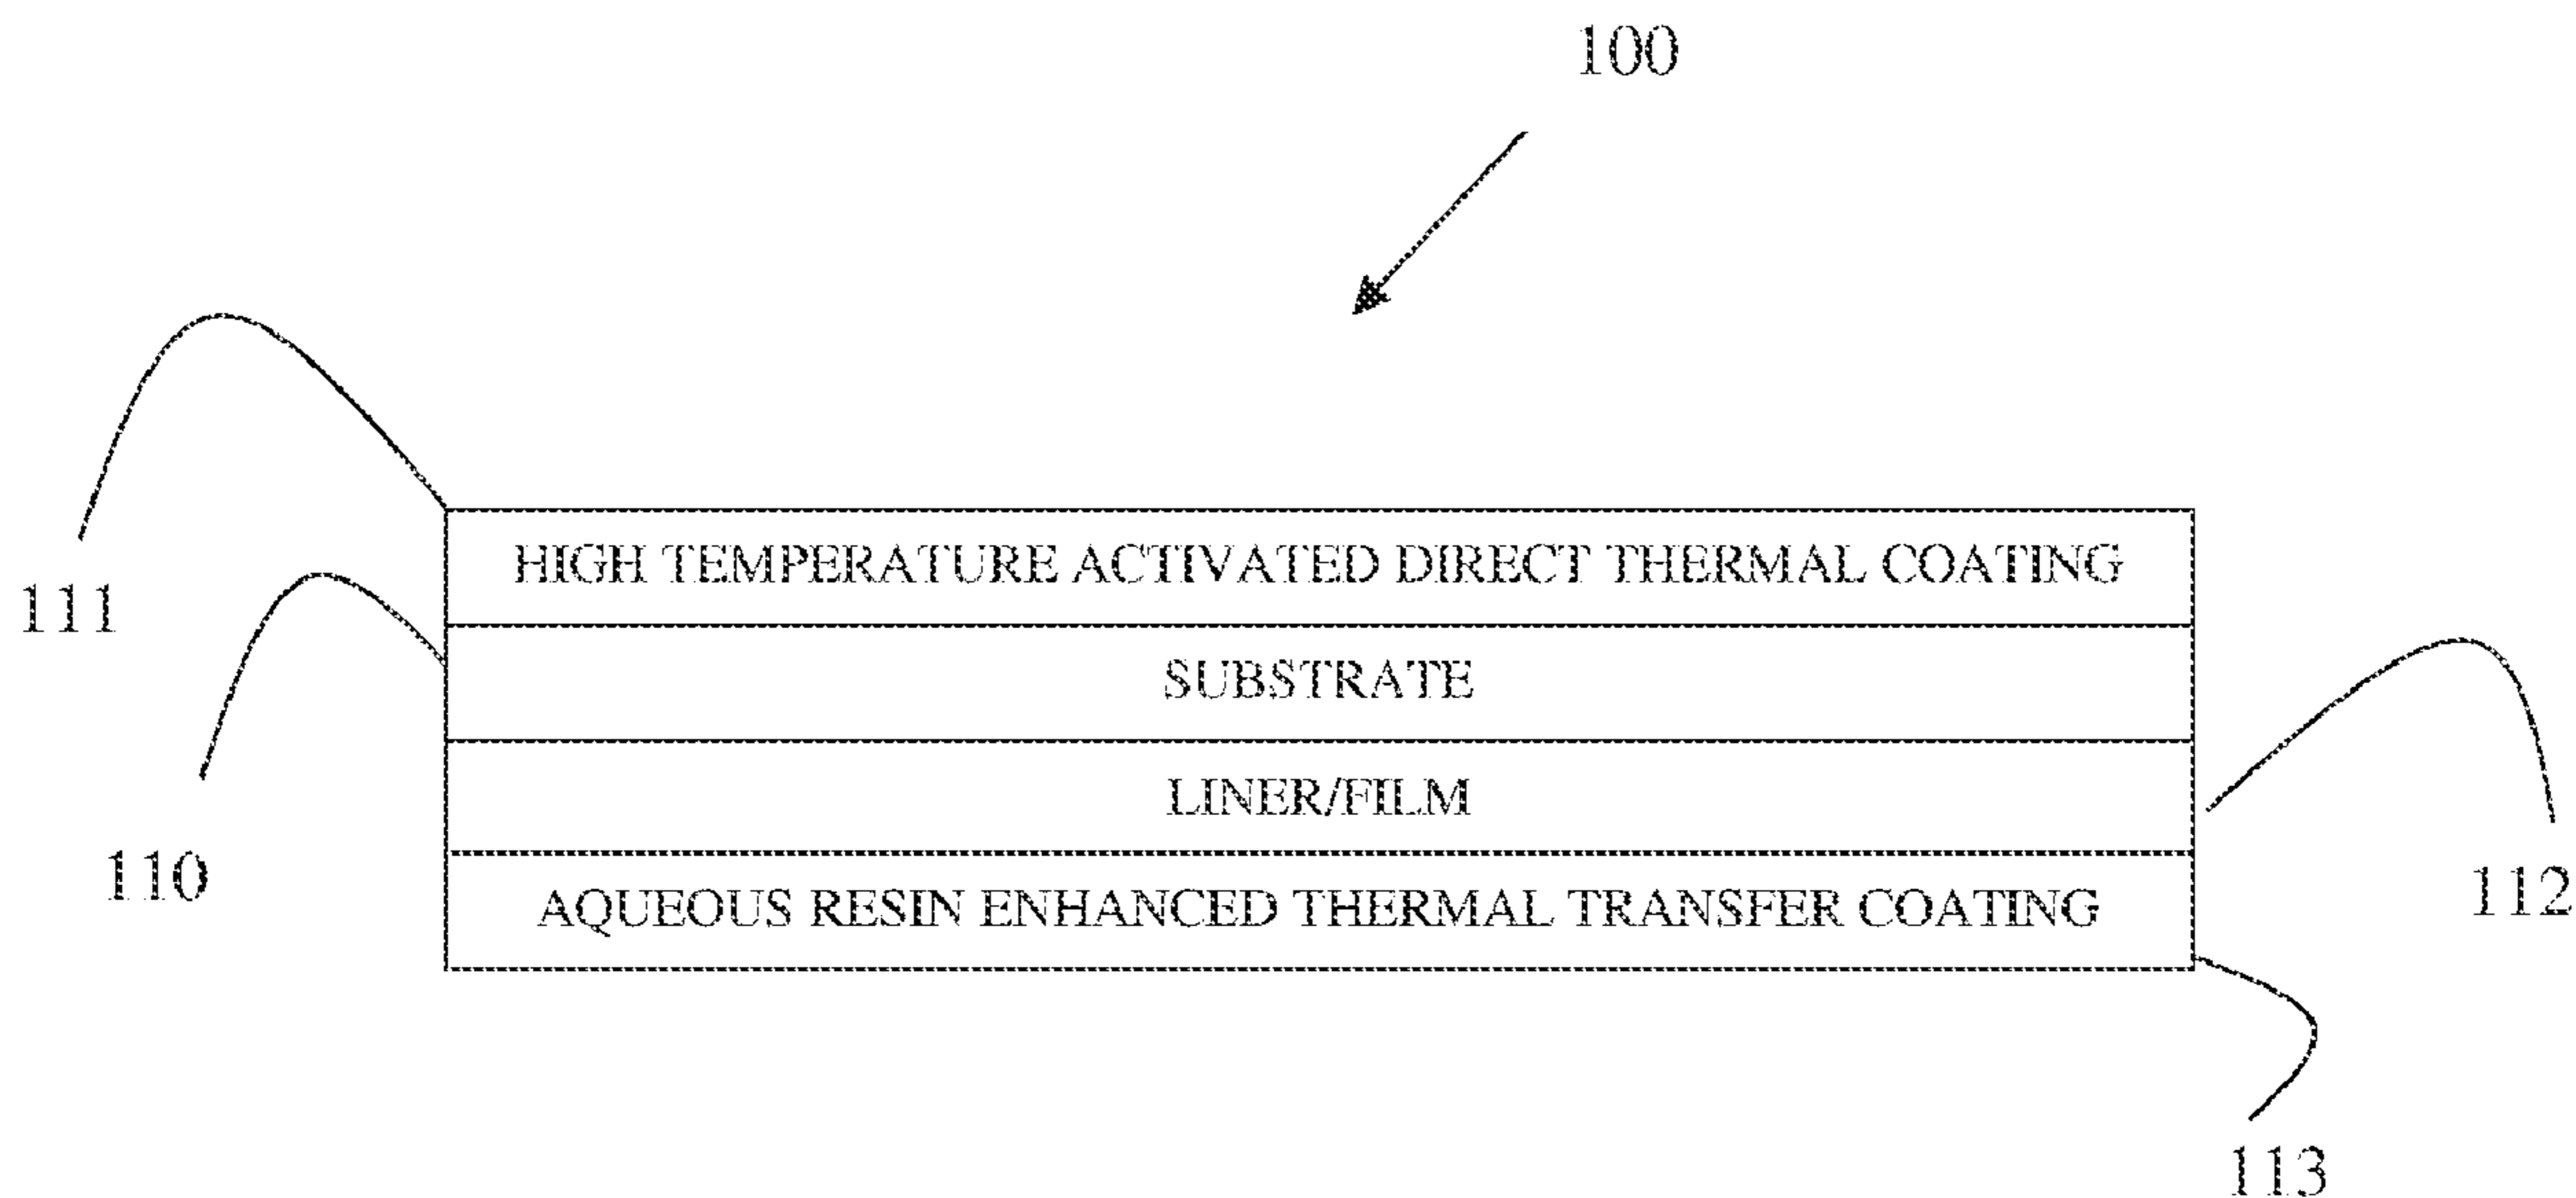 100
HIGH TEMPERATURE ACTIVATED DIRECT THERMAL COATING
111
SUBSTRATE
LINER/FILM
110
112
AQUEOUS RESIN ENHANCED THERMAL TRANSFER COATING
113